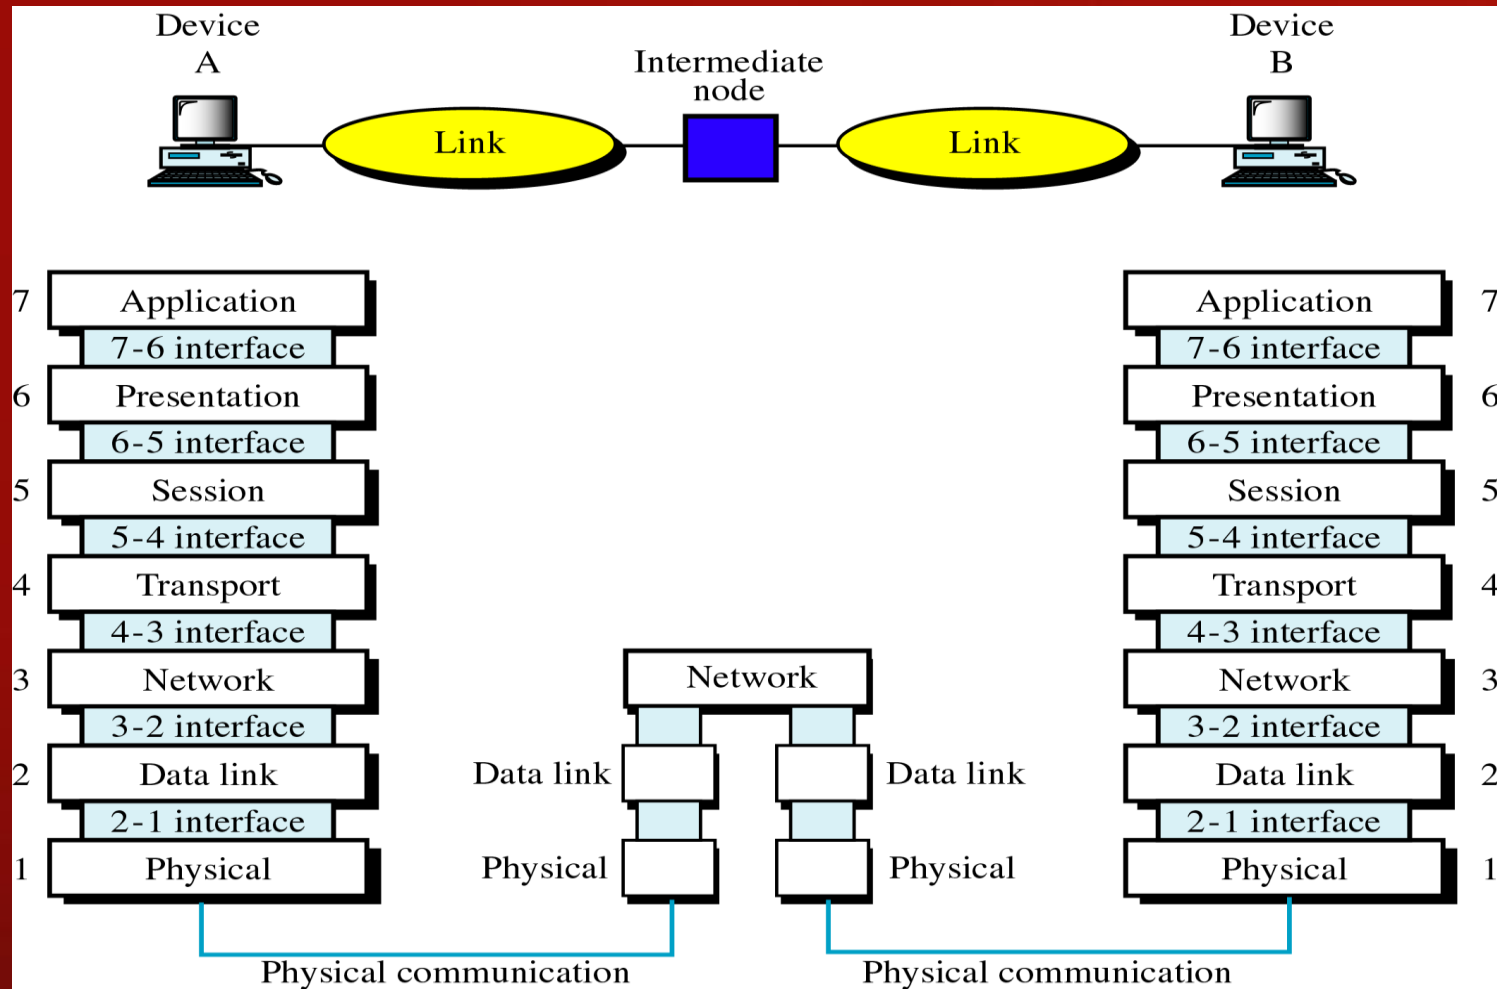 Device
A
Intermediate
node
Device
B
Link
Link
7 Application
7-6 interface
6 Presentation
6-5 interface
5 Session
5-4 interface
4 Transport
4-3 interface
3 Network
3-2 interface
2 Data link
2-1 interface
1 Physical
Network
Data link
Data link
Physical
Physical
Application 7
7-6 interface
Presentation 6
6-5 interface
Session 5
5-4 interface
Transport 4
4-3 interface
Network 3
3-2 interface
Data link 2
2-1 interface
Physical 1
Physical communication
Physical communication